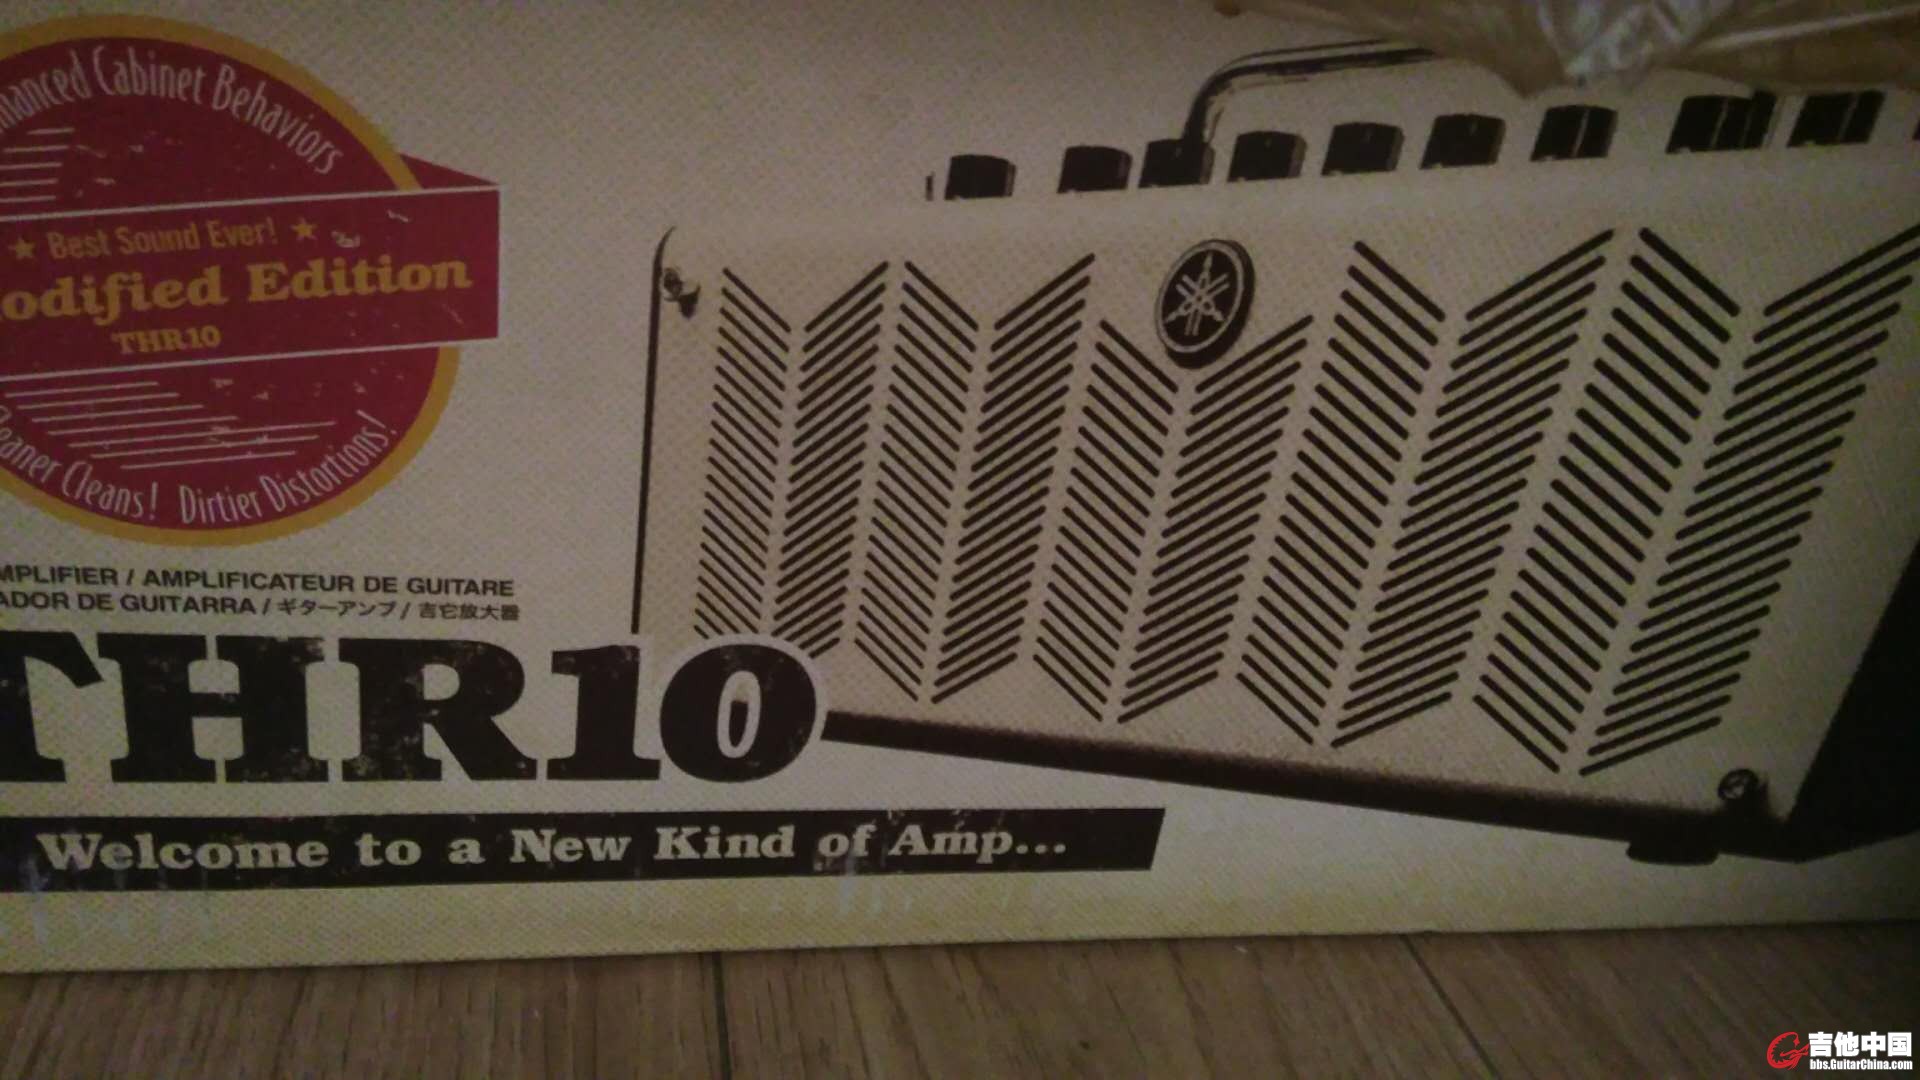 Cabinet Behaviors
★ Best Sound Ever! ★
odified Edition
THR10
Cleans! Dirtier Distortions!
MPLIFIER / AMPLIFICATEUR DE GUITARE
ADOR DE GUITARRA / ギターアンプ / 吉它放大器
THR10
Welcome to a New Kind of Amp...
吉他中国
bbs.GuitarChina.com